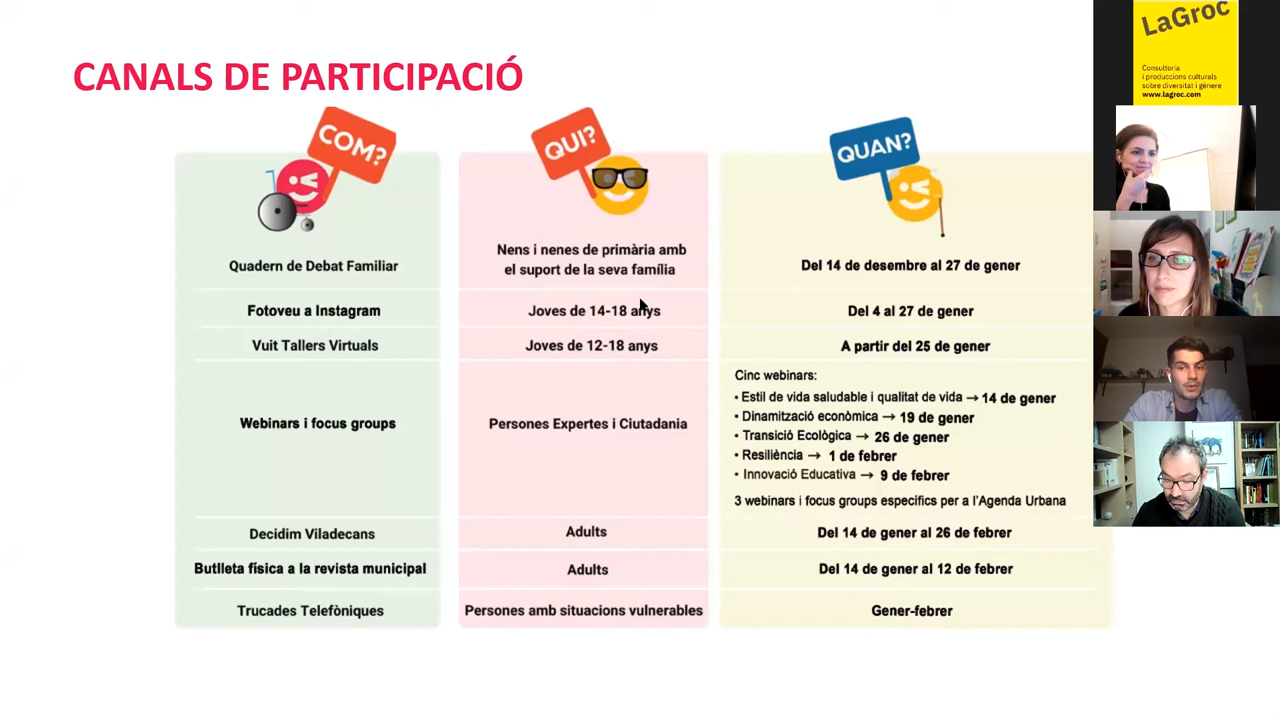 CANALS DE PARTICIPACIÓ
COM?
QUI?
QUAN?
Quadern de Debat Familiar
Nens i nenes de primària amb
el suport de la seva família
Del 14 de desembre al 27 de gener
Fotoveu a Instagram
Joves de 14-18 anys
Del 4 al 27 de gener
Vuit Tallers Virtuals
Joves de 12-18 anys
A partir del 25 de gener
Webinars i focus groups
Persones Expertes i Ciutadania
Cinc webinars:
• Estil de vida saludable i qualitat de vida → 14 de gener
• Dinamització econòmica → 19 de gener
• Transició Ecològica → 26 de gener
• Resiliència → 1 de febrer
• Innovació Educativa → 9 de febrer
3 webinars i focus groups específics per a l'Agenda Urbana
Decidim Viladecans
Adults
Del 14 de gener al 26 de febrer
Butlleta física a la revista municipal
Adults
Del 14 de gener al 12 de febrer
Trucades Telefòniques
Persones amb situacions vulnerables
Gener-febrer
LaGroc
Consultoria
i produccions culturals
sobre diversitat i gènere
www.lagroc.com